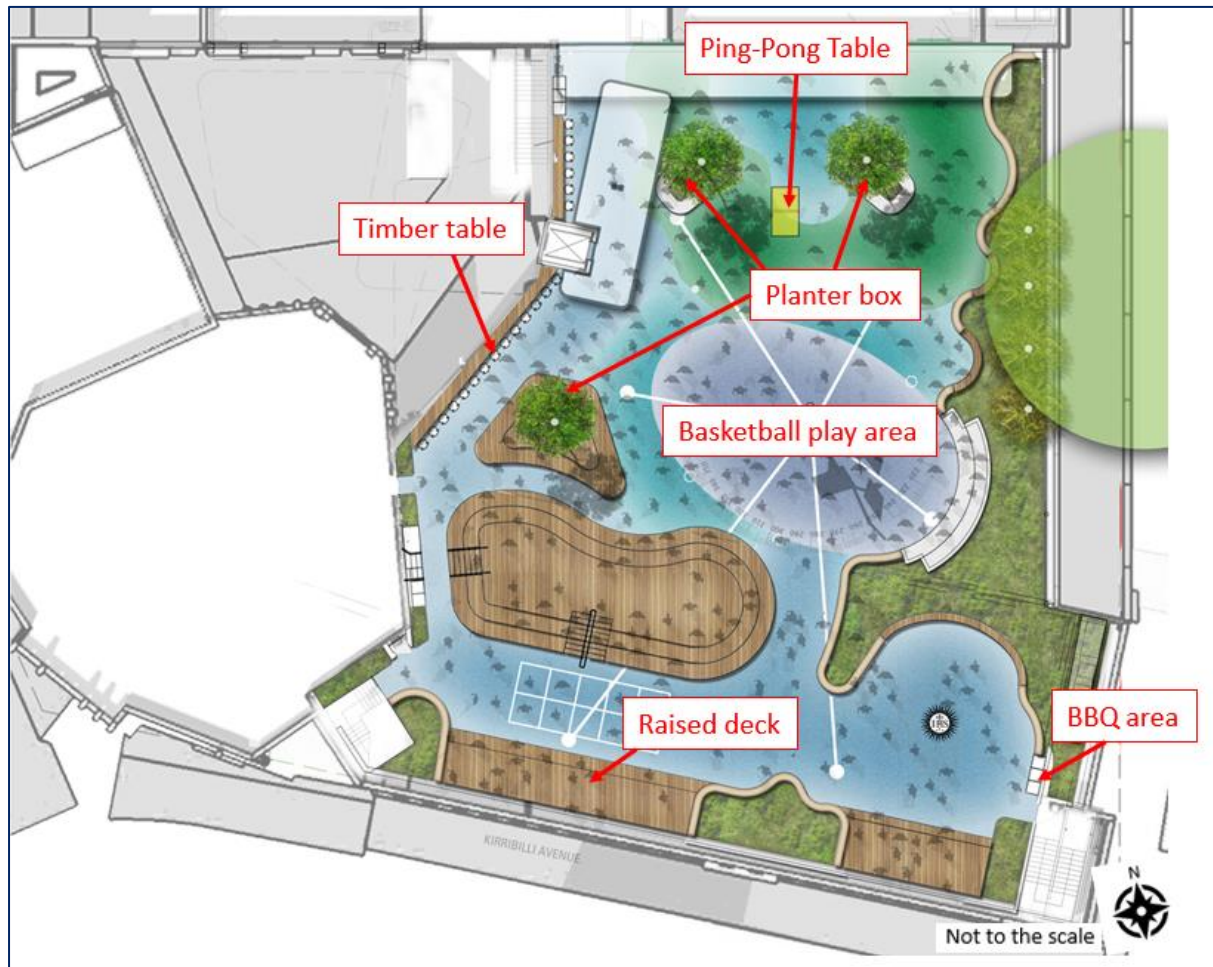 Ping-Pong Table
Timber table
Planter box
Basketball play area
Raised deck
BBQ area
IHS
KIRRIBILLI AVENUE
N
Not to the scale